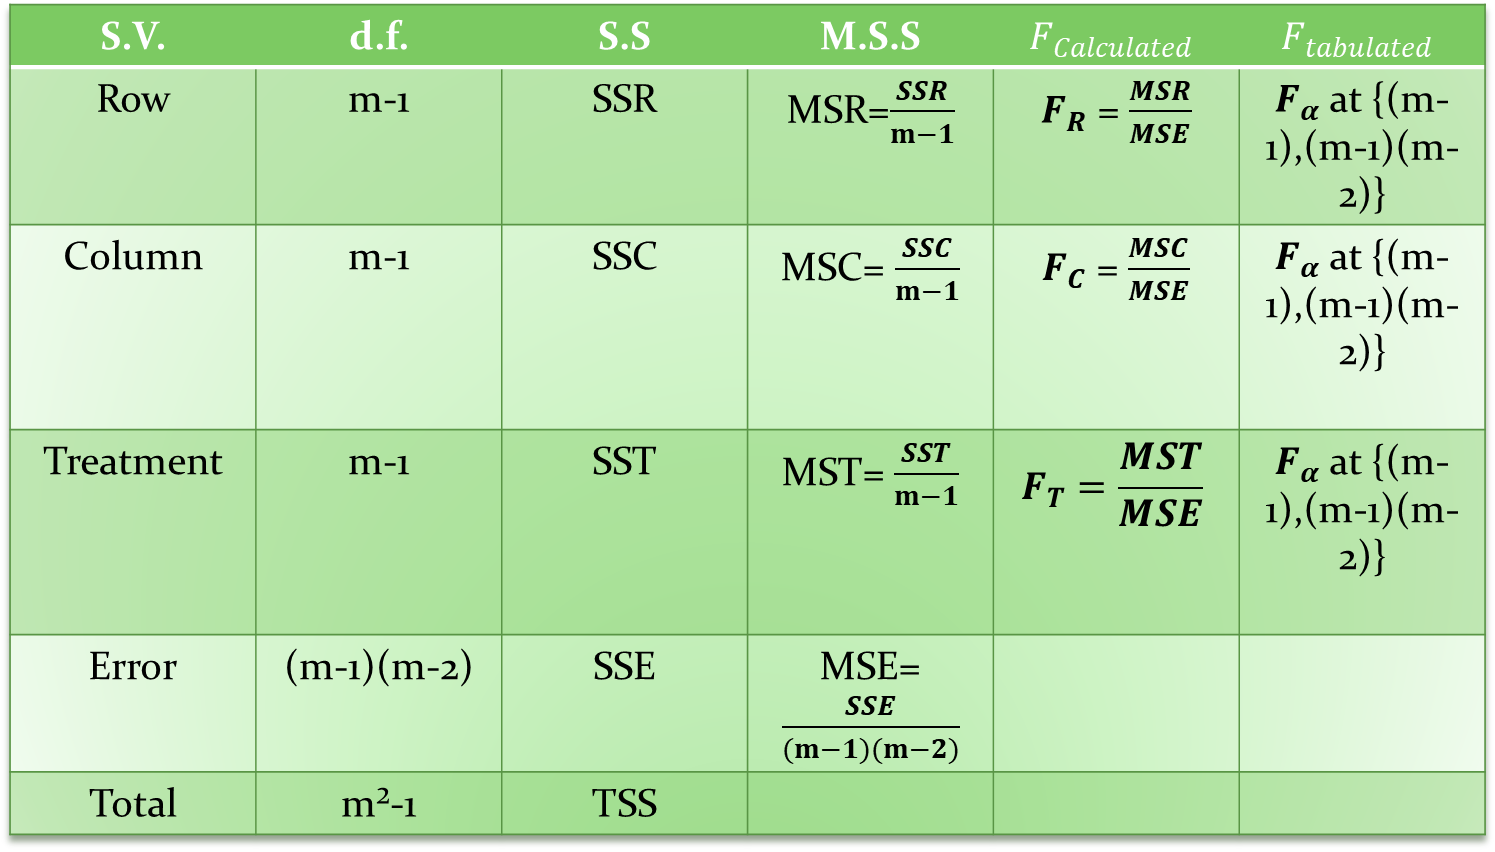 S.V. d.f. S.S M.S.S F_Calculated F_tabulated
Row m-1 SSR MSR=SSR/m−1 F_R = MSR/MSE F_α at {(m-
1),(m-1)(m-
2)}
Column m-1 SSC MSC= SSC/m−1 F_C = MSC/MSE F_α at {(m-
1),(m-1)(m-
2)}
Treatment m-1 SST MST= SST/m−1 F_T = MST/MSE F_α at {(m-
1),(m-1)(m-
2)}
Error (m-1)(m-2) SSE MSE=
SSE/(m−1)(m−2)
Total m²-1 TSS